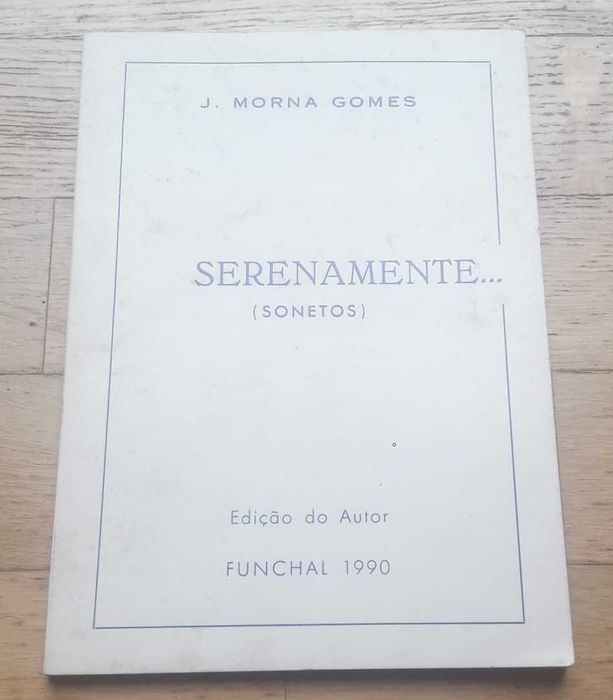 J. MORNA GOMES
SERENAMENTE...
(SONETOS)
Edição do Autor
FUNCHAL 1990